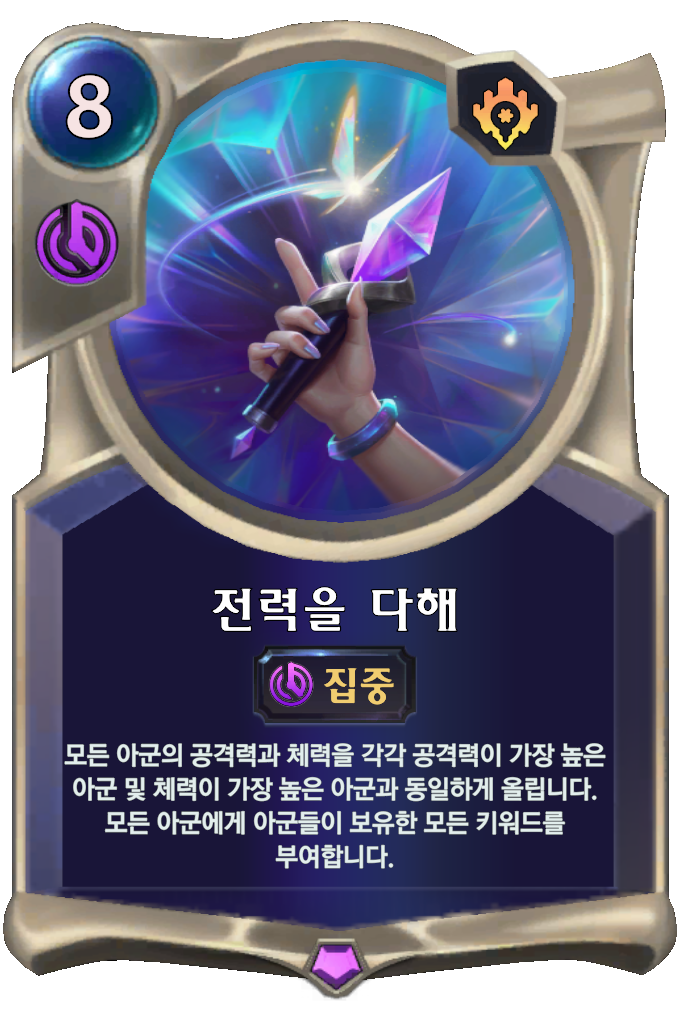 8
전력을 다해
집중
모든 아군의 공격력과 체력을 각각 공격력이 가장 높은
아군 및 체력이 가장 높은 아군과 동일하게 올립니다.
모든 아군에게 아군들이 보유한 모든 키워드를
부여합니다.